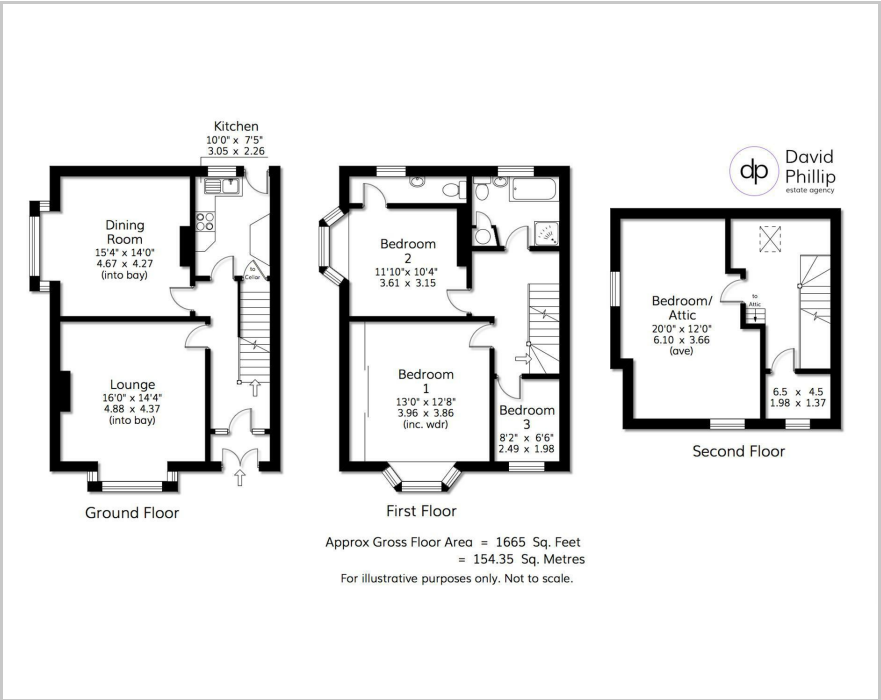 Kitchen
10'0" x 7'5"
3.05 x 2.26
Dining
Room
15'4" x 14'0"
4.67 x 4.27
(into bay)
to
Cellar
Lounge
16'0" x 14'4"
4.88 x 4.37
(into bay)
Ground Floor
Bedroom
2
11'10" x 10'4"
3.61 x 3.15
Bedroom
1
13'0" x 12'8"
3.96 x 3.86
(inc. wdr)
Bedroom
3
8'2" x 6'6"
2.49 x 1.98
First Floor
dp
David
Phillip
estate agency
Bedroom/
Attic
20'0" x 12'0"
6.10 x 3.66
(ave)
to
Attic
6.5 x 4.5
1.98 x 1.37
Second Floor
Approx Gross Floor Area = 1665 Sq. Feet
= 154.35 Sq. Metres
For illustrative purposes only. Not to scale.